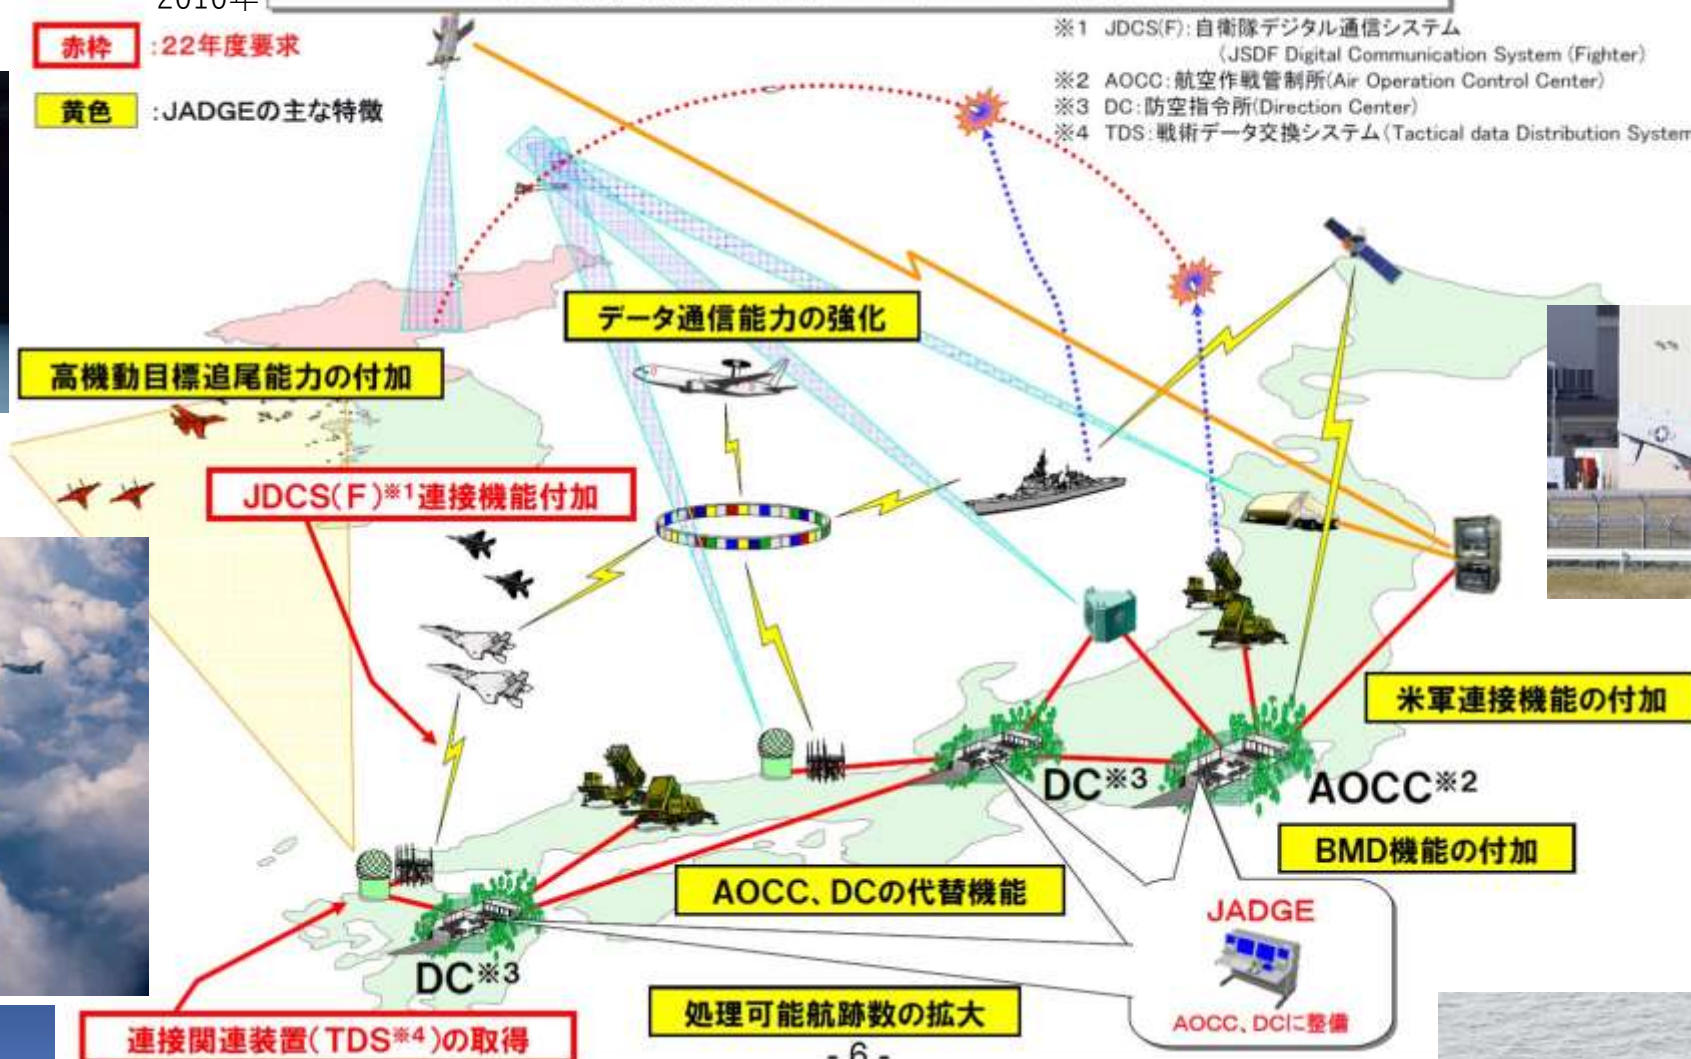 2010年
赤枠 :22年度要求
黄色 :JADGEの主な特徴
※1 JDCS(F):自衛隊デジタル通信システム
(JSDF Digital Communication System (Fighter)
※2 AOCC:航空作戦管制所(Air Operation Control Center)
※3 DC:防空指令所(Direction Center)
※4 TDS:戦術データ交換システム(Tactical data Distribution System
データ通信能力の強化
高機動目標追尾能力の付加
JDCS(F)※1連接機能付加
米軍連接機能の付加
DC※3
AOCC※2
BMD機能の付加
AOCC、DCの代替機能
JADGE
AOCC、DCに整備
DC※3
処理可能航跡数の拡大
連接関連装置(TDS※4)の取得
- 6 -